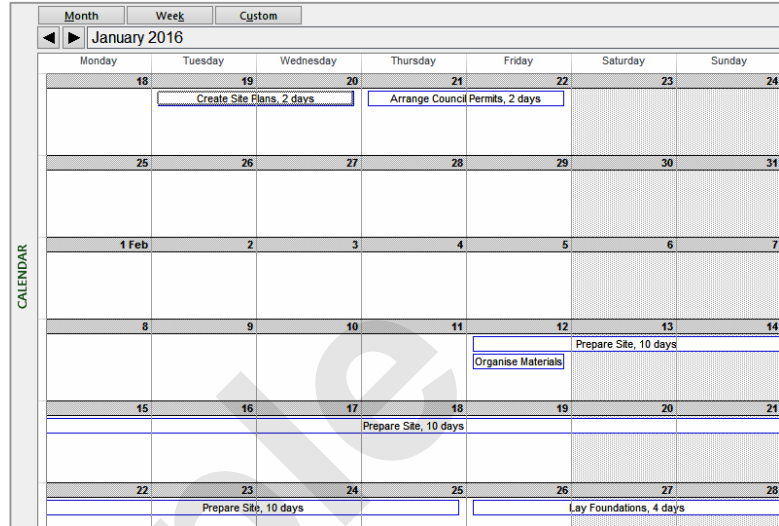 Month Week Custom
January 2016
Monday Tuesday Wednesday Thursday Friday Saturday Sunday
18 19 20 21 22 23 24
Create Site Plans, 2 days Arrange Council Permits, 2 days
25 26 27 28 29 30 31
CALENDAR
1 Feb 2 3 4 5 6 7
8 9 10 11 12 13 14
Prepare Site, 10 days
Organise Materials
15 16 17 18 19 20 21
Prepare Site, 10 days
22 23 24 25 26 27 28
Prepare Site, 10 days Lay Foundations, 4 days